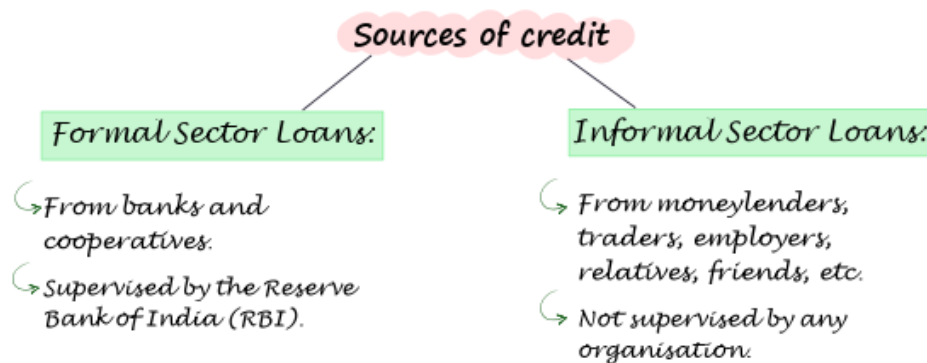 Sources of credit
Formal Sector Loans:
From banks and
cooperatives.
Supervised by the Reserve
Bank of India (RBI).
Informal Sector Loans:
From moneylenders,
traders, employers,
relatives, friends, etc.
Not supervised by any
organisation.